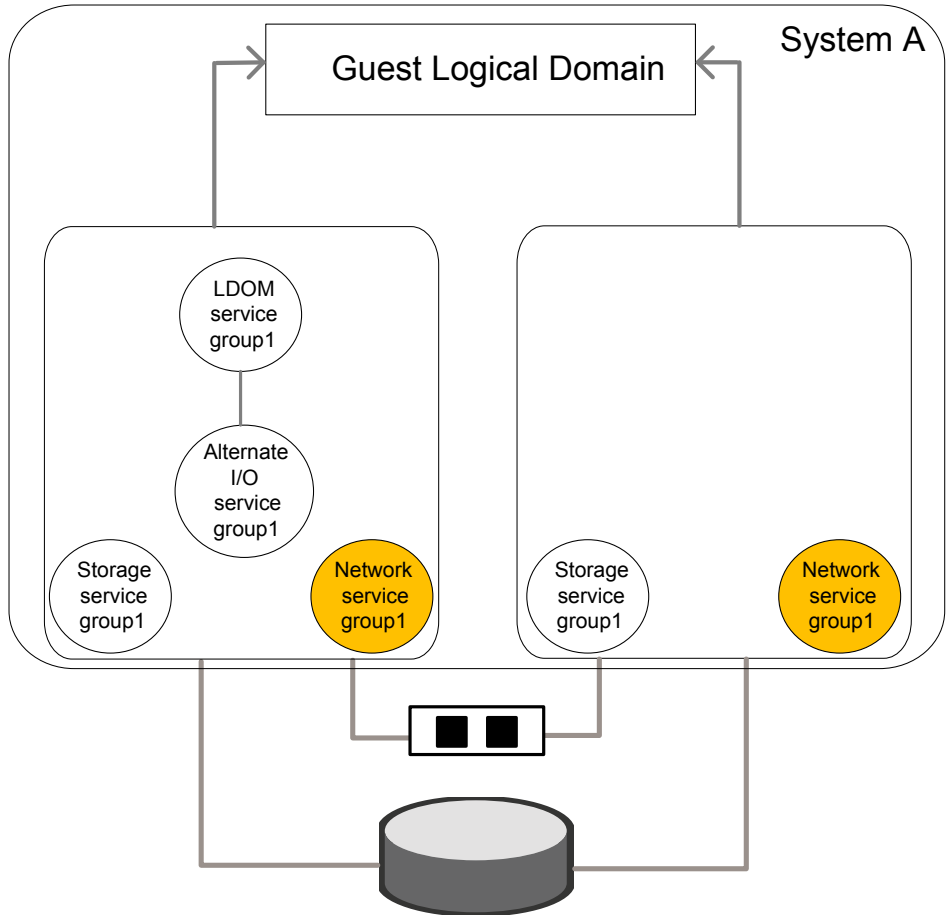 System A
Guest Logical Domain
LDOM
service
group1
Alternate
I/O
service
group1
Storage
service
group1
Network
service
group1
Storage
service
group1
Network
service
group1